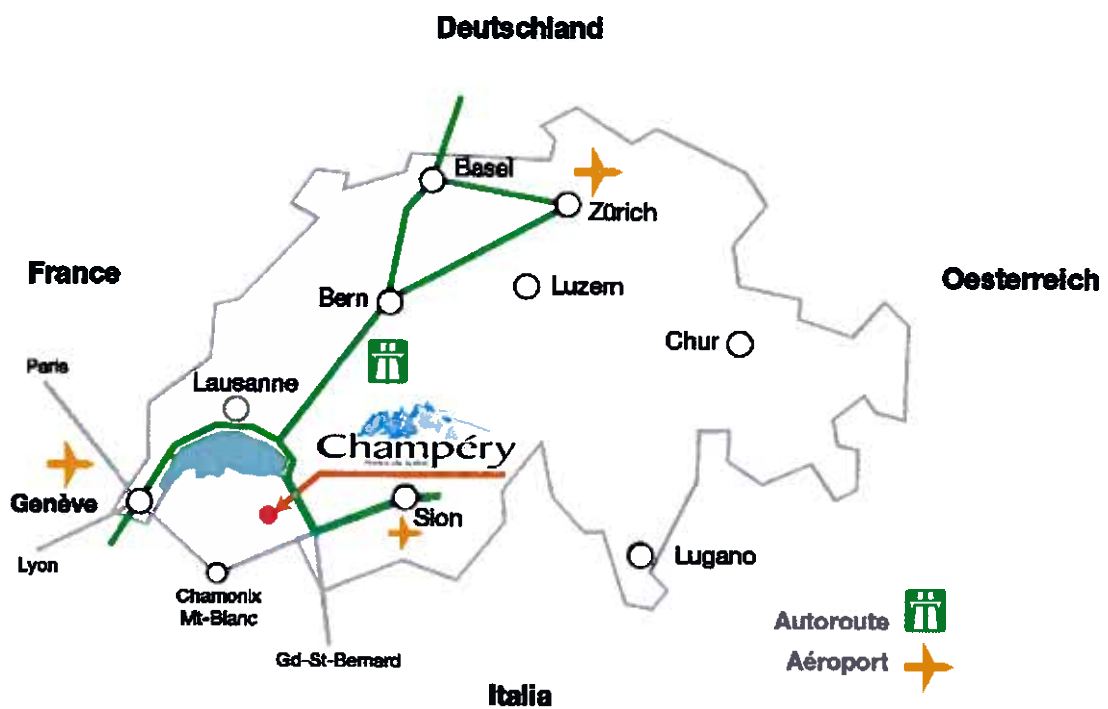 Deutschland
Basel
Zürich
France
Oesterreich
Bern
Luzern
Chur
Paris
Lausanne
Champéry
Genève
Sion
Lyon
Lugano
Chamonix
Mt-Blanc
Autoroute
Gd-St-Bernard
Aéroport
Italia